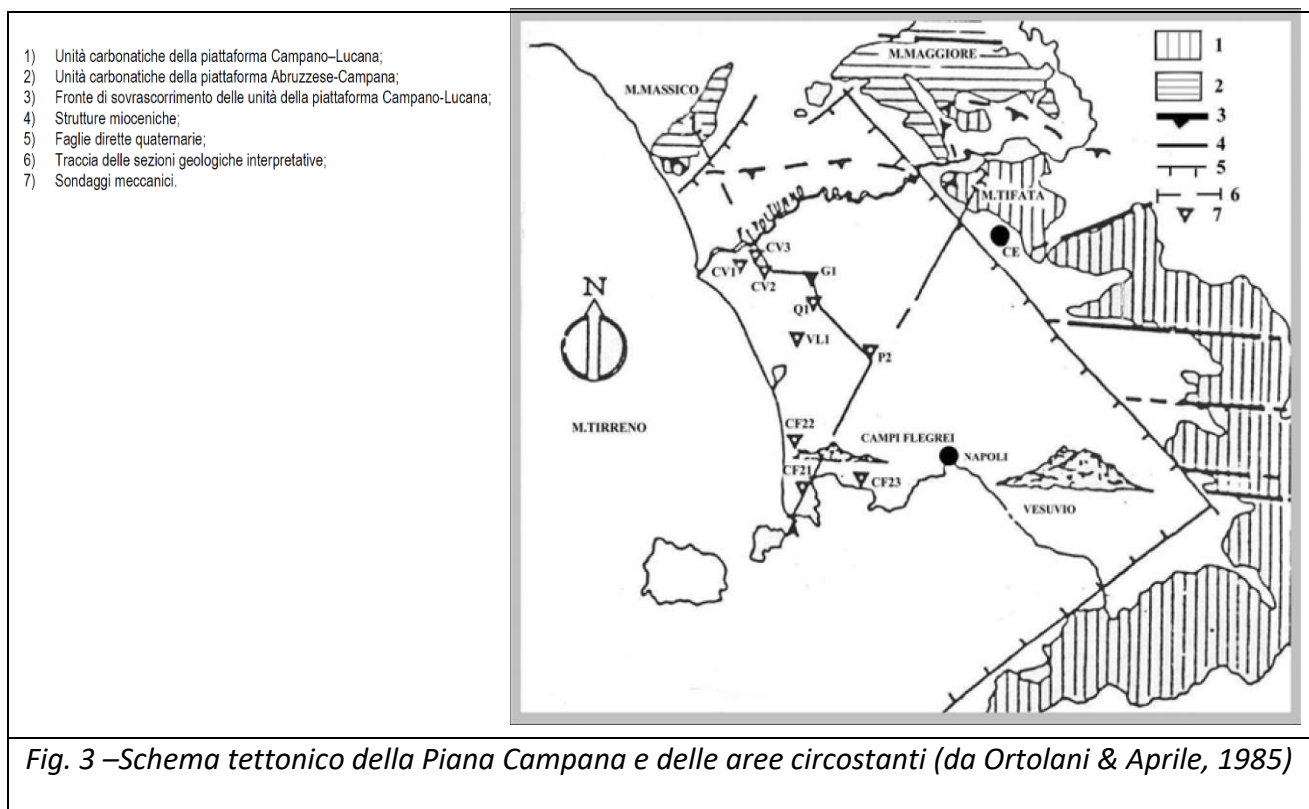 1) Unità carbonatiche della piattaforma Campano–Lucana;
2) Unità carbonatiche della piattaforma Abruzzese-Campana;
3) Fronte di sovrascorrimento delle unità della piattaforma Campano-Lucana;
4) Strutture mioceniche;
5) Faglie dirette quaternarie;
6) Traccia delle sezioni geologiche interpretative;
7) Sondaggi meccanici.
M.MAGGIORE
M.MASSICO
1
2
3
4
5
6
7
M.TIFATA
CE
CV3
CV1
CV2
G1
Q1
VL1
P2
N
M.TIRRENO
CF22
CAMPI FLEGREI
NAPOLI
CF21
CF23
VESUVIO
Fig. 3 –Schema tettonico della Piana Campana e delle aree circostanti (da Ortolani & Aprile, 1985)